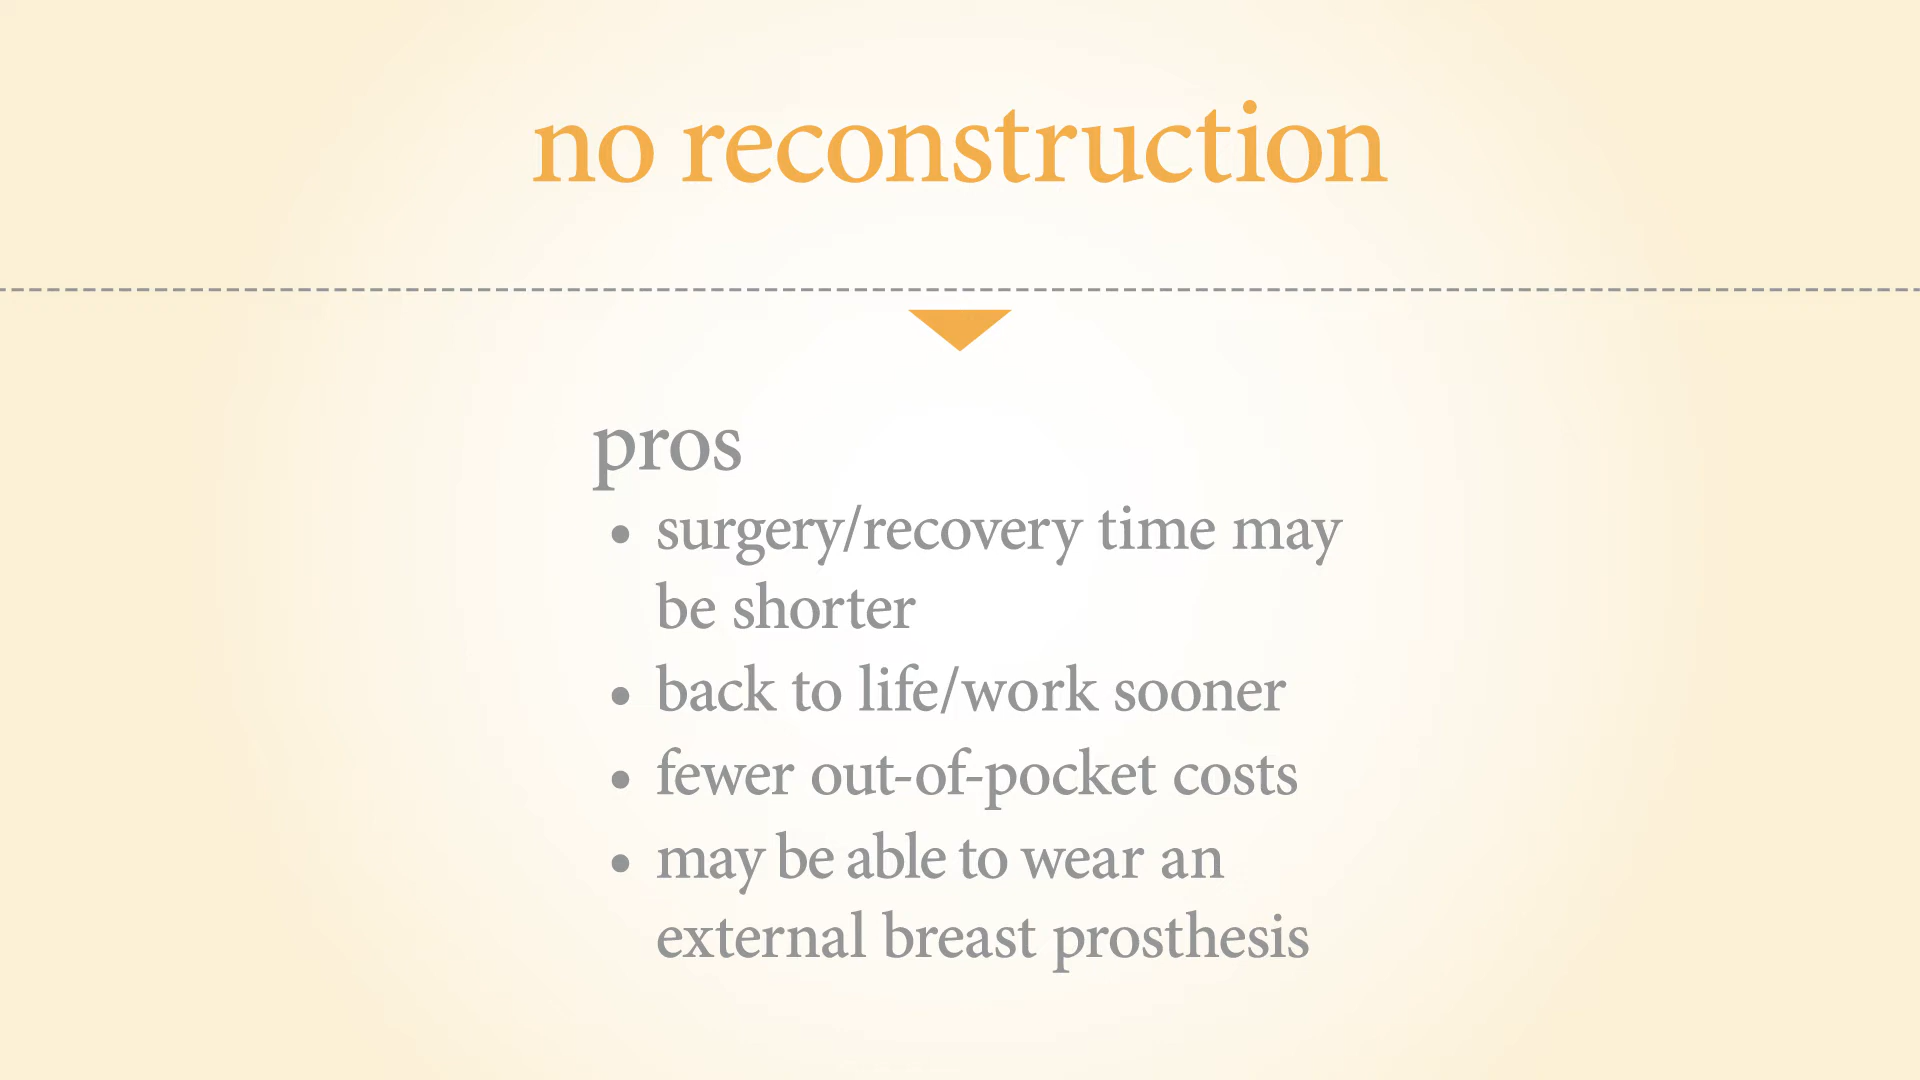 no reconstruction
pros
• surgery/recovery time may
be shorter
• back to life/work sooner
• fewer out-of-pocket costs
• may be able to wear an
external breast prosthesis